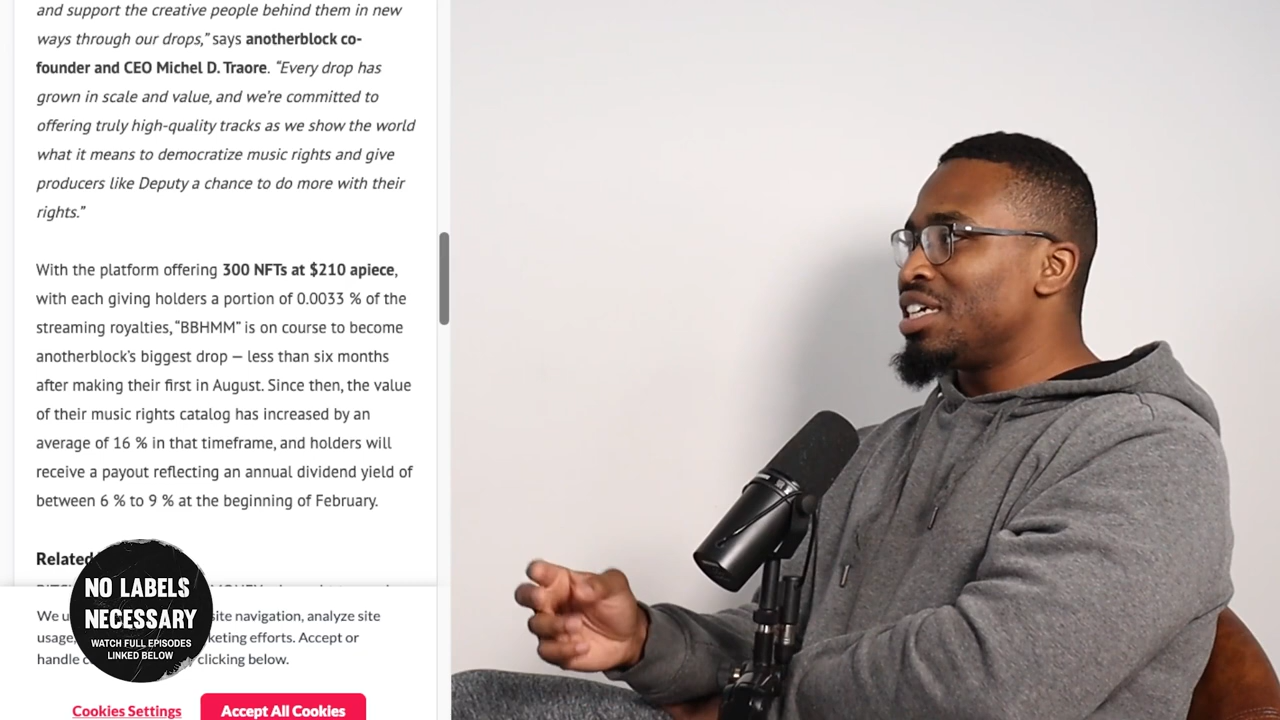 and support the creative people behind them in new
ways through our drops,” says anotherblock co-
founder and CEO Michel D. Traore. “Every drop has
grown in scale and value, and we’re committed to
offering truly high-quality tracks as we show the world
what it means to democratize music rights and give
producers like Deputy a chance to do more with their
rights.”
With the platform offering 300 NFTs at $210 apiece,
with each giving holders a portion of 0.0033 % of the
streaming royalties, “BBHMM” is on course to become
anotherblock’s biggest drop — less than six months
after making their first in August. Since then, the value
of their music rights catalog has increased by an
average of 16 % in that timeframe, and holders will
receive a payout reflecting an annual dividend yield of
between 6 % to 9 % at the beginning of February.
Related
We u site navigation, analyze site
usage, keting efforts. Accept or
handle c clicking below.
Cookies Settings
Accept All Cookies
NO LABELS
NECESSARY
WATCH FULL EPISODES
LINKED BELOW